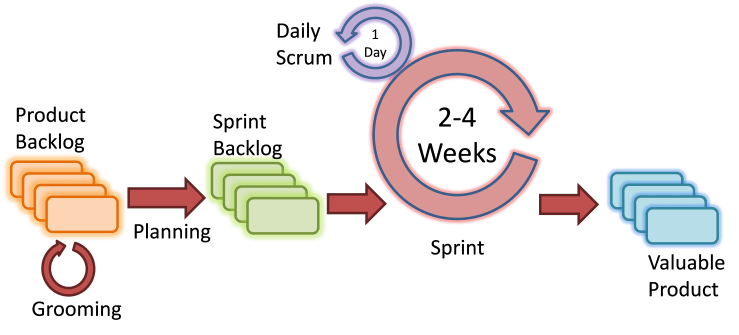 Daily
Scrum
1
Day
Product
Backlog
Sprint
Backlog
2-4
Weeks
Planning
Sprint
Grooming
Valuable
Product